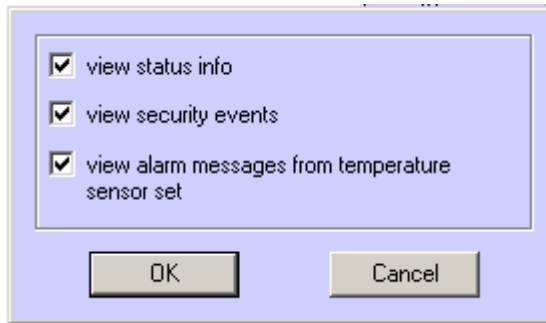 view status info
view security events
view alarm messages from temperature
sensor set
OK
Cancel